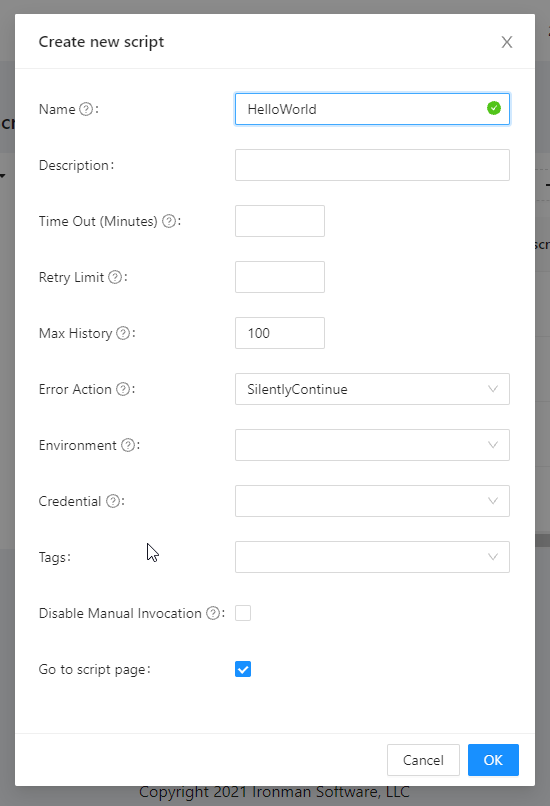 Create new script
Name ? :
HelloWorld
Description:
Time Out (Minutes) ? :
Retry Limit ? :
Max History ? :
100
Error Action ? :
SilentlyContinue
Environment ? :
Credential ? :
Tags:
Disable Manual Invocation ? :
Go to script page:
Cancel
OK
Copyright 2021 Ironman Software, LLC